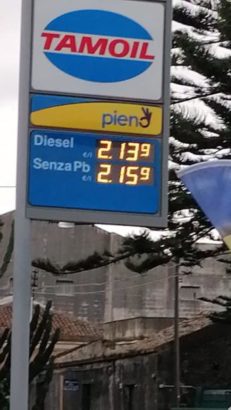 TAMOIL
pieno
Diesel €/l 2.139
Senza Pb €/l 2.159